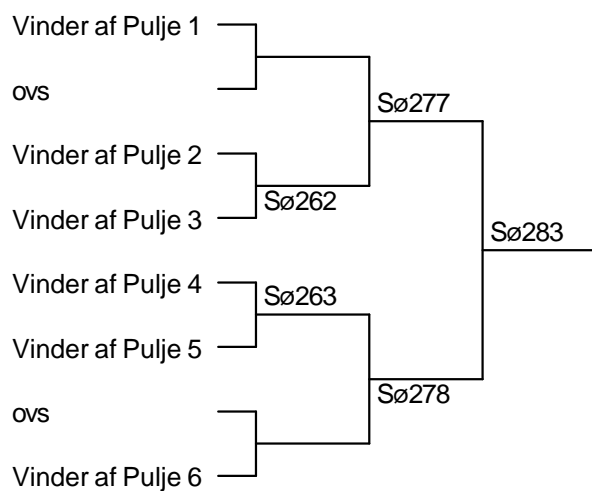 Vinder af Pulje 1
ovs
Sø277
Vinder af Pulje 2
Sø262
Vinder af Pulje 3
Sø283
Vinder af Pulje 4
Sø263
Vinder af Pulje 5
Sø278
ovs
Vinder af Pulje 6